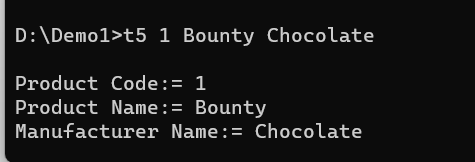 D:\Demo1>t5 1 Bounty Chocolate
Product Code:= 1
Product Name:= Bounty
Manufacturer Name:= Chocolate